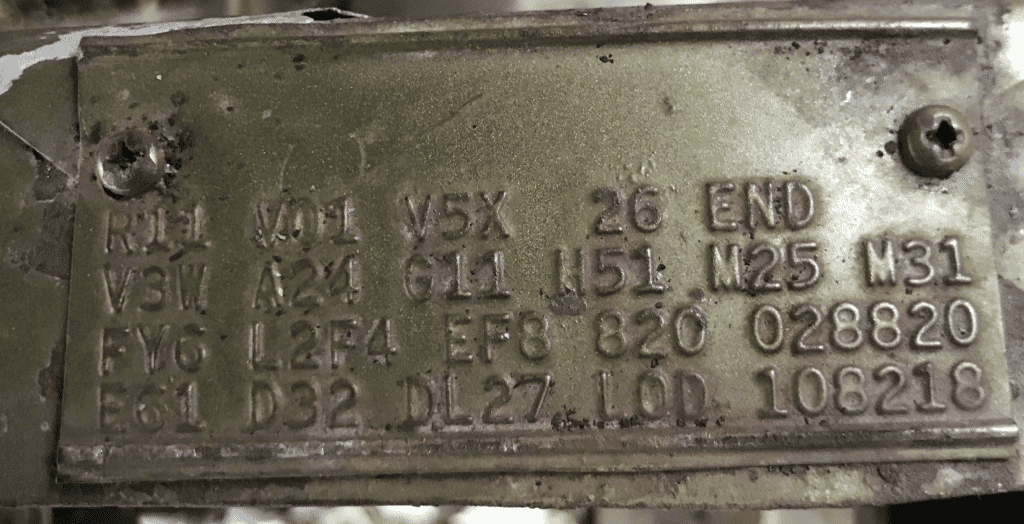 R11 V01 V5X 26 END
V3W A24 G11 H51 M25 M31
FY6 L2F4 EF8 820 028820
E61 D32 DL27 LOD 108218